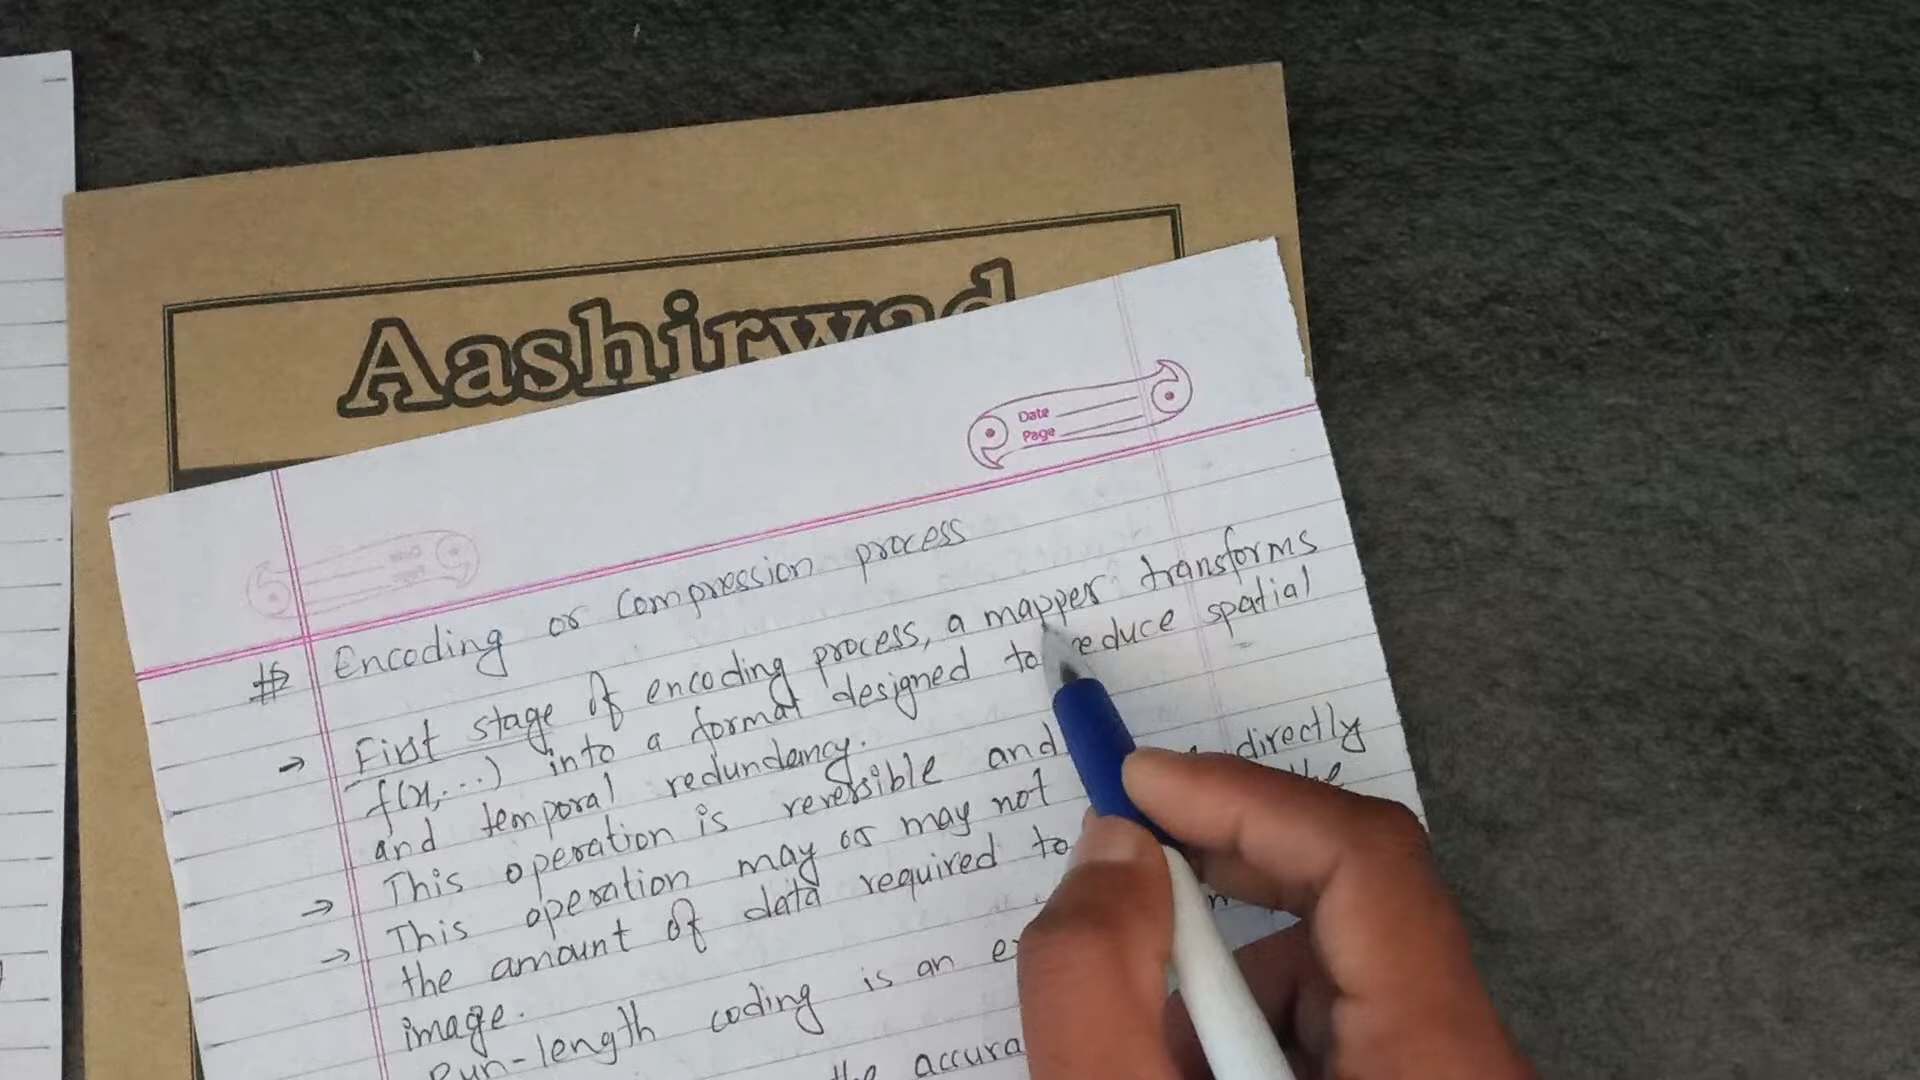 Aashirwad
Date
Page
# Encoding or Compression process
→ First stage of encoding process, a mapper transforms
f(x,...) into a format designed to reduce spatial
and temporal redundancy.
→ This operation is reversible and directly
→ This operation may or may not the
the amount of data required to
image.
Run-length coding is an
the accura